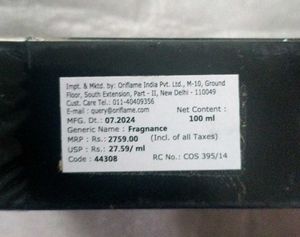 Impt. & Mktd. by: Oriflame India Pvt. Ltd., M-10, Ground
Floor, South Extension, Part - II, New Delhi - 110049
Cust. Care Tel.: 011-40409356
E-mail : query@oriflame.com Net Content :
MFG. Dt.: 07.2024 100 ml
Generic Name : Fragnance
MRP : Rs.: 2759.00 (Incl. of all Taxes)
USP : Rs.: 27.59/ ml
Code : 44308 RC No.: COS 395/14